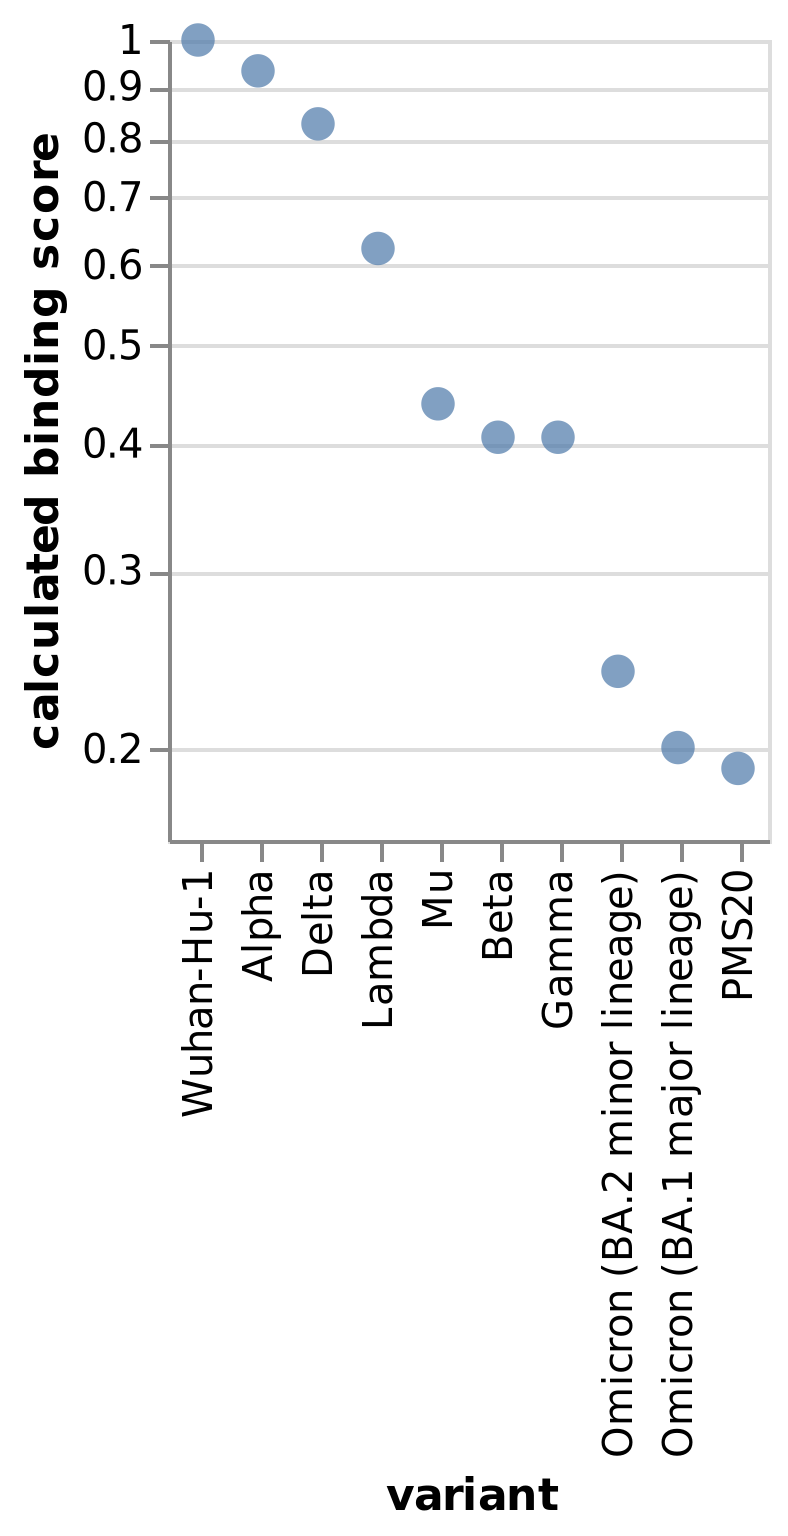 calculated binding score
1
0.9
0.8
0.7
0.6
0.5
0.4
0.3
0.2
Wuhan-Hu-1
Alpha
Delta
Lambda
Mu
Beta
Gamma
Omicron (BA.2 minor lineage)
Omicron (BA.1 major lineage)
PMS20
variant